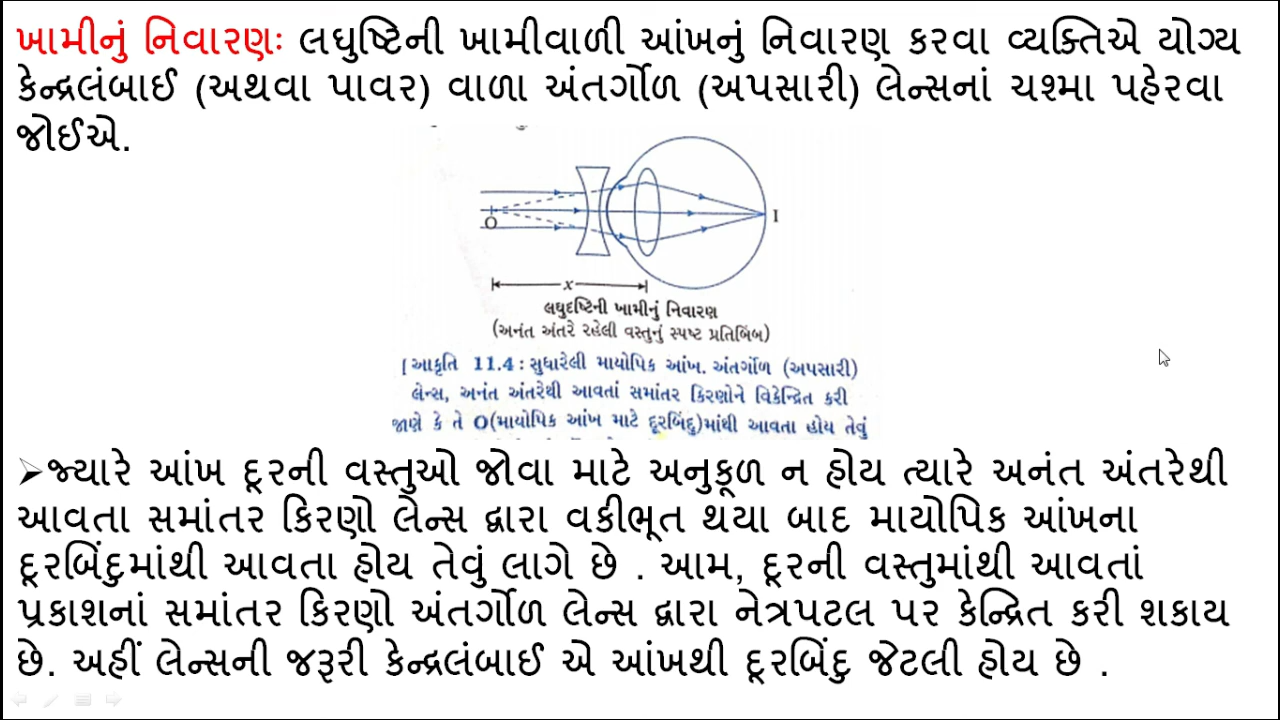 ખામીનું નિવારણઃ લઘુષ્ટિની ખામીવાળી આંખનું નિવારણ કરવા વ્યક્તિએ યોગ્ય
કેન્દ્રલંબાઈ (અથવા પાવર) વાળા અંતર્ગોળ (અપસારી) લેન્સનાં ચશ્મા પહેરવા
જોઈએ.
O
I
x
લઘુદષ્ટિની ખામીનું નિવારણ
(અનંત અંતરે રહેલી વસ્તુનું સ્પષ્ટ પ્રતિબિંબ)
[ આકૃતિ 11.4 : સુધારેલી માયોપિક આંખ. અંતર્ગોળ (અપસારી)
લેન્સ, અનંત અંતરેથી આવતાં સમાંતર કિરણોને વિકેન્દ્રિત કરી
જાણે કે તે O(માયોપિક આંખ માટે દૂરબિંદુ)માંથી આવતા હોય તેવું
➢જ્યારે આંખ દૂરની વસ્તુઓ જોવા માટે અનુકૂળ ન હોય ત્યારે અનંત અંતરેથી
આવતા સમાંતર કિરણો લેન્સ દ્વારા વકીભૂત થયા બાદ માયોપિક આંખના
દૂરબિંદુમાંથી આવતા હોય તેવું લાગે છે . આમ, દૂરની વસ્તુમાંથી આવતાં
પ્રકાશનાં સમાંતર કિરણો અંતર્ગોળ લેન્સ દ્વારા નેત્રપટલ પર કેન્દ્રિત કરી શકાય
છે. અહીં લેન્સની જરૂરી કેન્દ્રલંબાઈ એ આંખથી દૂરબિંદુ જેટલી હોય છે .